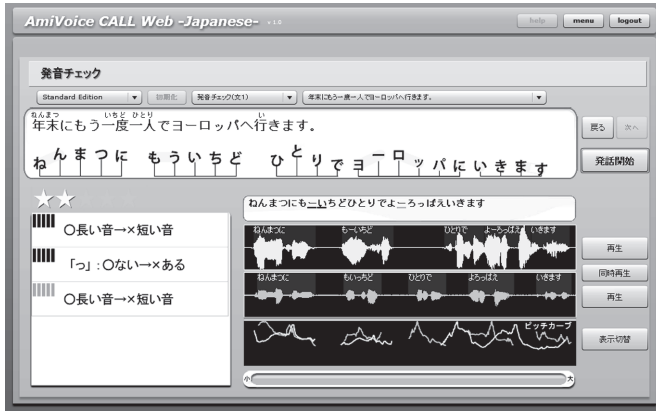 AmiVoice CALL Web -Japanese- v 1.0
help menu logout
発音チェック
Standard Edition 初期化 発音チェック(文1) 年末にもう一度一人でヨーロッパへ行きます。
ねんまつ いちど ひとり い
年末にもう一度一人でヨーロッパへ行きます。
戻る 次へ
ねんまつに もういちど ひとりでヨーロッパにいきます
発話開始
ねんまつにもーいちどひとりでよーろっぱえいきます
〇長い音→×短い音
「っ」:〇ない→×ある
〇長い音→×短い音
ねんまつに もーいちど ひとりで よーろっぱえ いきます
再生
同時再生
ねんまつに もいっちど ひとりで よろっぱえ いきます
再生
ピッチカーブ
表示切替
小 大